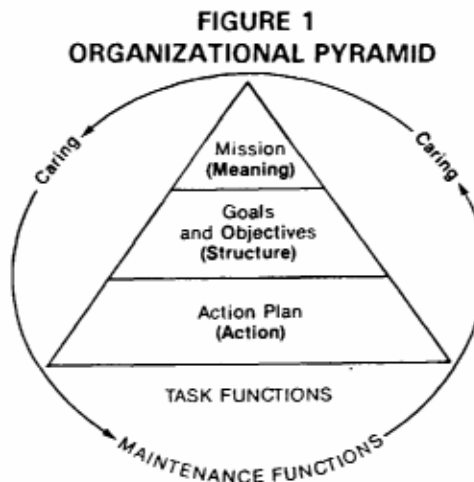 FIGURE 1
ORGANIZATIONAL PYRAMID
Caring
Caring
Mission
(Meaning)
Goals
and Objectives
(Structure)
Action Plan
(Action)
TASK FUNCTIONS
MAINTENANCE FUNCTIONS